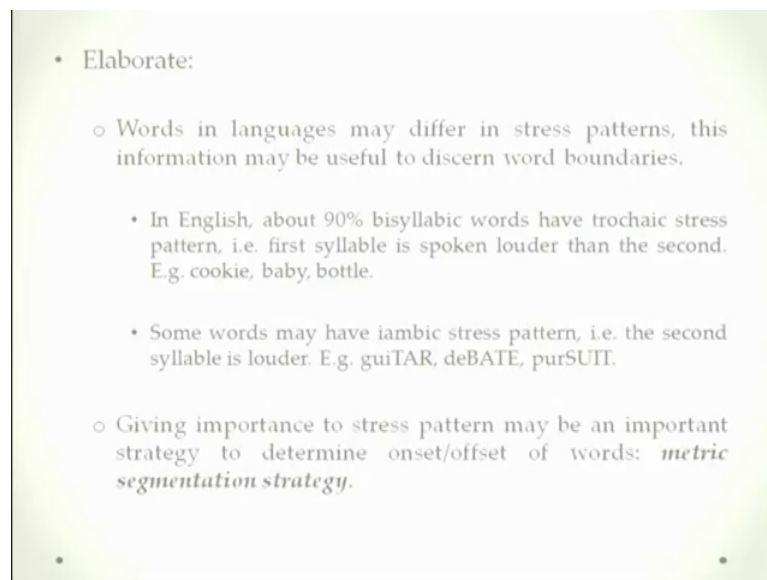 • Elaborate:
o Words in languages may differ in stress patterns, this
information may be useful to discern word boundaries.
• In English, about 90% bisyllabic words have trochaic stress
pattern, i.e. first syllable is spoken louder than the second.
E.g. cookie, baby, bottle.
• Some words may have iambic stress pattern, i.e. the second
syllable is louder. E.g. guiTAR, deBATE, purSUIT.
o Giving importance to stress pattern may be an important
strategy to determine onset/offset of words: metric
segmentation strategy.